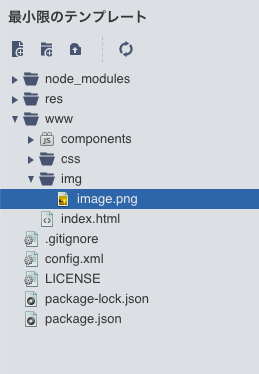 最小限のテンプレート
node_modules
res
www
components
css
img
image.png
index.html
.gitignore
config.xml
LICENSE
package-lock.json
package.json